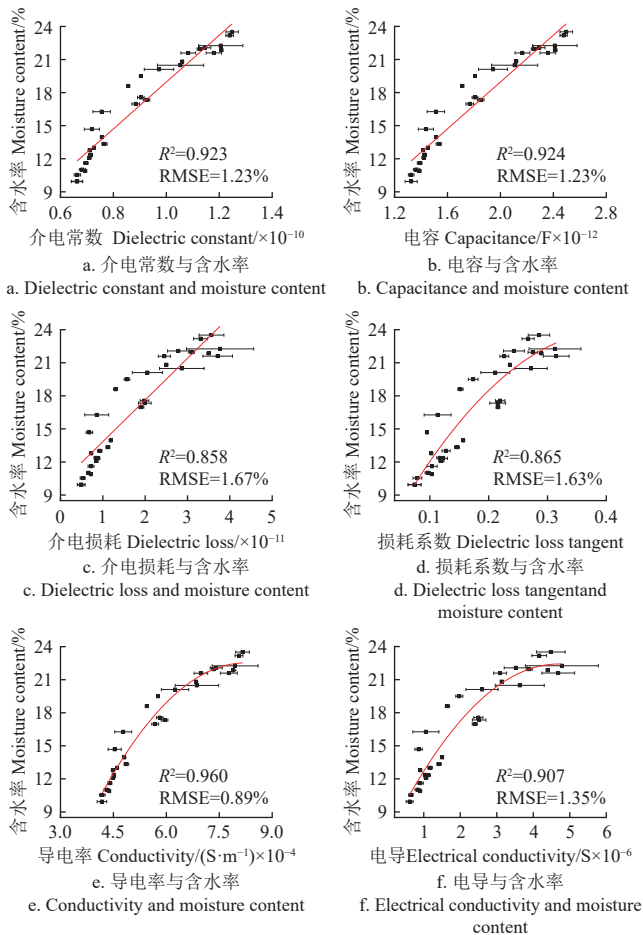 含水率 Moisture content/%
24
21
18
15
12
9
R²=0.923
RMSE=1.23%
0.6 0.8 1.0 1.2 1.4
介电常数 Dielectric constant/×10⁻¹⁰
a. 介电常数与含水率
a. Dielectric constant and moisture content
含水率 Moisture content/%
24
21
18
15
12
9
R²=0.924
RMSE=1.23%
1.2 1.6 2.0 2.4 2.8
电容 Capacitance/F×10⁻¹²
b. 电容与含水率
b. Capacitance and moisture content
含水率 Moisture content/%
24
21
18
15
12
9
R²=0.858
RMSE=1.67%
0 1 2 3 4 5
介电损耗 Dielectric loss/×10⁻¹¹
c. 介电损耗与含水率
c. Dielectric loss and moisture content
含水率 Moisture content/%
24
21
18
15
12
9
R²=0.865
RMSE=1.63%
0.1 0.2 0.3 0.4
损耗系数 Dielectric loss tangent
d. 损耗系数与含水率
d. Dielectric loss tangentand
moisture content
含水率 Moisture content/%
24
21
18
15
12
9
R²=0.960
RMSE=0.89%
3.0 4.5 6.0 7.5 9.0
导电率 Conductivity/(S·m⁻¹)×10⁻⁴
e. 导电率与含水率
e. Conductivity and moisture content
含水率 Moisture content/%
24
21
18
15
12
9
R²=0.907
RMSE=1.35%
0 1 2 3 4 5 6
电导Electrical conductivity/S×10⁻⁶
f. 电导与含水率
f. Electrical conductivity and moisture
content